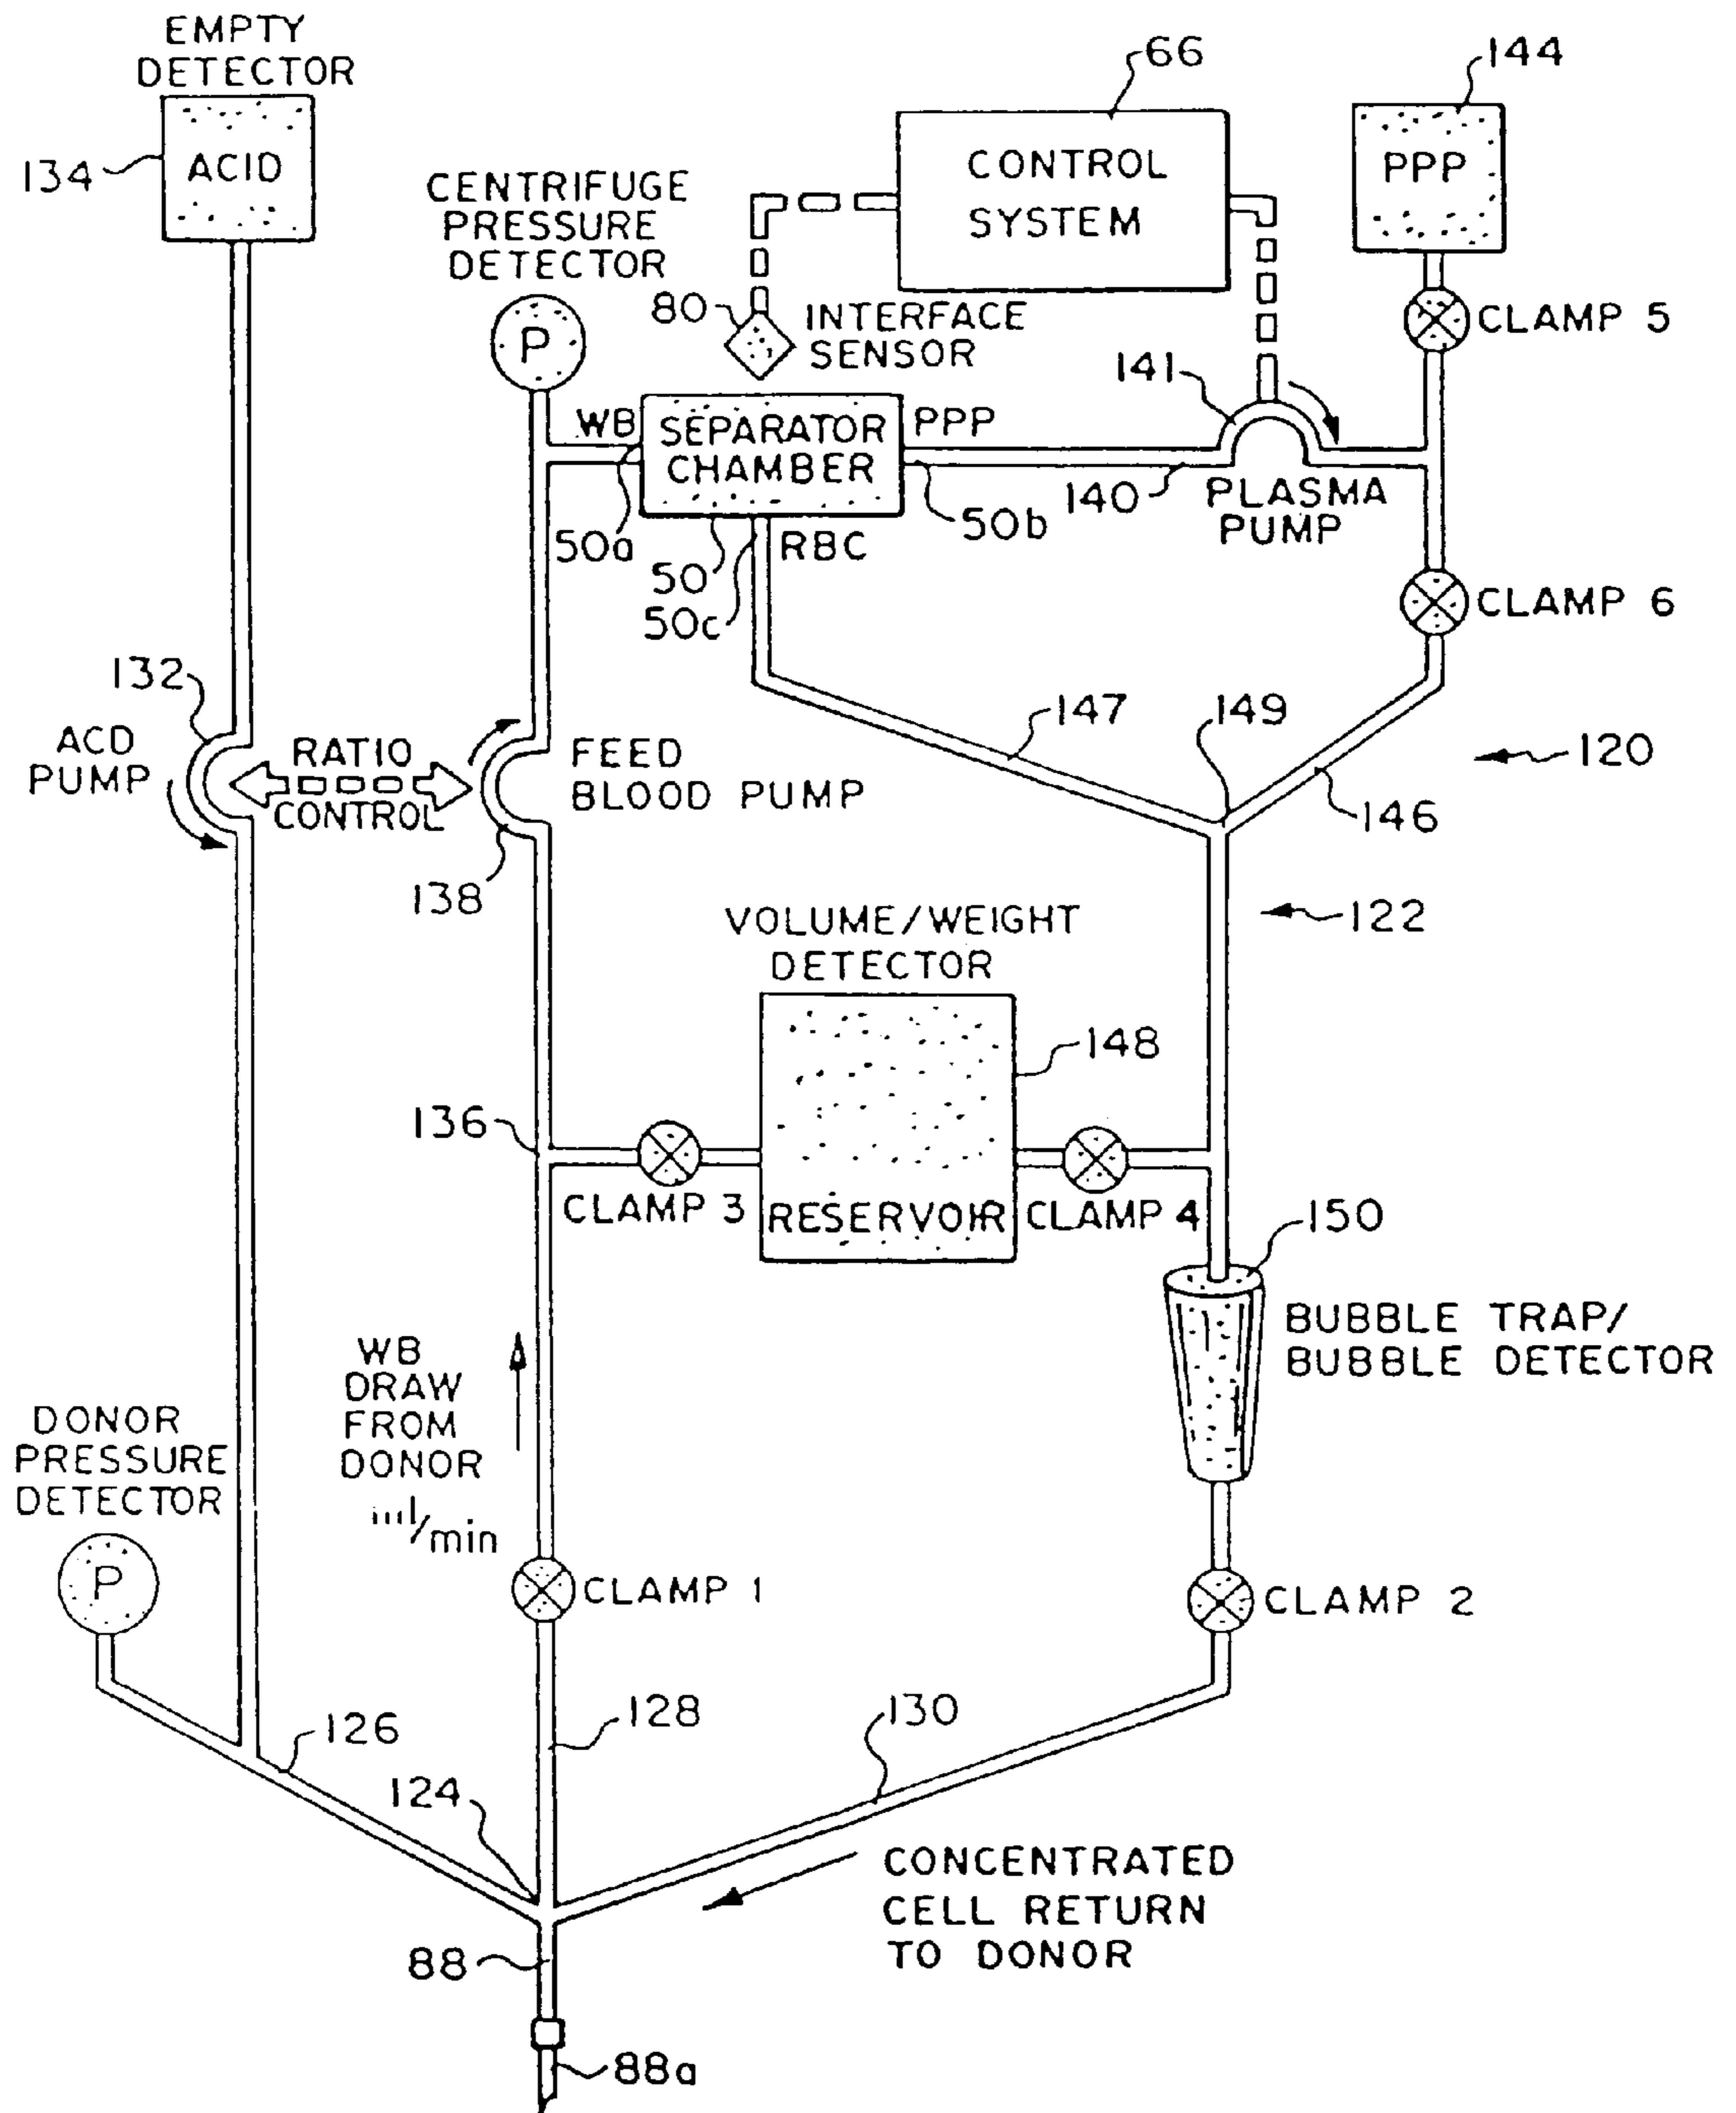 EMPTY
DETECTOR
ACID
134
66
144
CONTROL
SYSTEM
PPP
CENTRIFUGE
PRESSURE
DETECTOR
P
80
INTERFACE
SENSOR
CLAMP 5
141
WB
SEPARATOR
CHAMBER
PPP
50a
50
50c
RBC
50b
140
PLASMA
PUMP
CLAMP 6
132
ACD
PUMP
RATIO
CONTROL
FEED
BLOOD PUMP
138
147
149
120
146
122
VOLUME/WEIGHT
DETECTOR
148
136
CLAMP 3
RESERVOIR
CLAMP 4
150
BUBBLE TRAP/
BUBBLE DETECTOR
WB
DRAW
FROM
DONOR
/min
DONOR
PRESSURE
DETECTOR
P
CLAMP 1
CLAMP 2
126
128
130
124
CONCENTRATED
CELL RETURN
TO DONOR
88
88a